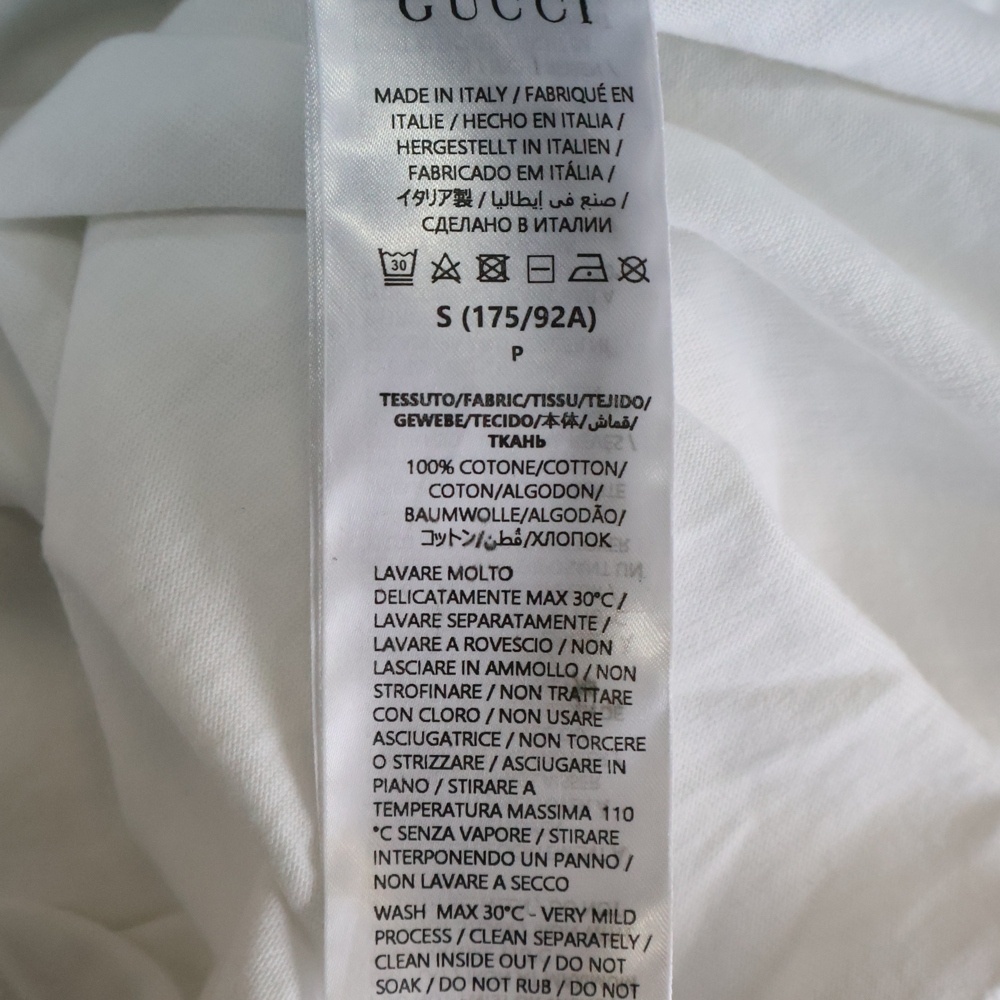 GUCCI
MADE IN ITALY / FABRIQUÉ EN
ITALIE / HECHO EN ITALIA /
HERGESTELLT IN ITALIEN /
FABRICADO EM ITÁLIA /
イタリア製 / صنع فى إيطاليا /
СДЕЛАНО В ИТАЛИИ
30
S (175/92A)
P
TESSUTO/FABRIC/TISSU/TEJIDO/
GEWEBE/TECIDO/本体/قماش/
ТКАНЬ
100% COTONE/COTTON/
COTON/ALGODON/
BAUMWOLLE/ALGODÃO/
コットン/قُطن/ХЛОПОК
LAVARE MOLTO
DELICATAMENTE MAX 30°C /
LAVARE SEPARATAMENTE /
LAVARE A ROVESCIO / NON
LASCIARE IN AMMOLLO / NON
STROFINARE / NON TRATTARE
CON CLORO / NON USARE
ASCIUGATRICE / NON TORCERE
O STRIZZARE / ASCIUGARE IN
PIANO / STIRARE A
TEMPERATURA MASSIMA 110
°C SENZA VAPORE / STIRARE
INTERPONENDO UN PANNO /
NON LAVARE A SECCO
WASH MAX 30°C - VERY MILD
PROCESS / CLEAN SEPARATELY /
CLEAN INSIDE OUT / DO NOT
SOAK / DO NOT RUB / DO NOT